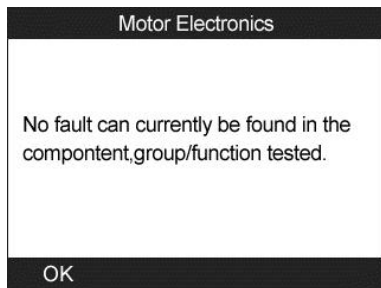 Motor Electronics
No fault can currently be found in the
compontent,group/function tested.
OK